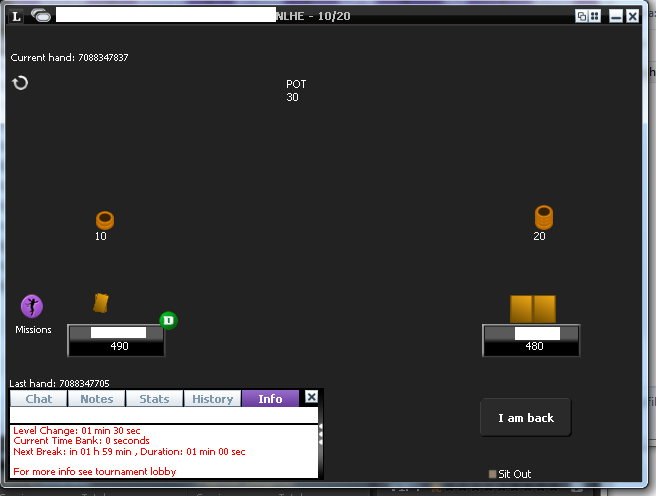 L NLHE - 10/20
Current hand: 7088347837
POT
30
10
20
Missions
D
490
480
Last hand: 7088347705
Chat Notes Stats History Info
Level Change: 01 min 30 sec
Current Time Bank: 0 seconds
Next Break: in 01 h 59 min , Duration: 01 min 00 sec
For more info see tournament lobby
I am back
Sit Out